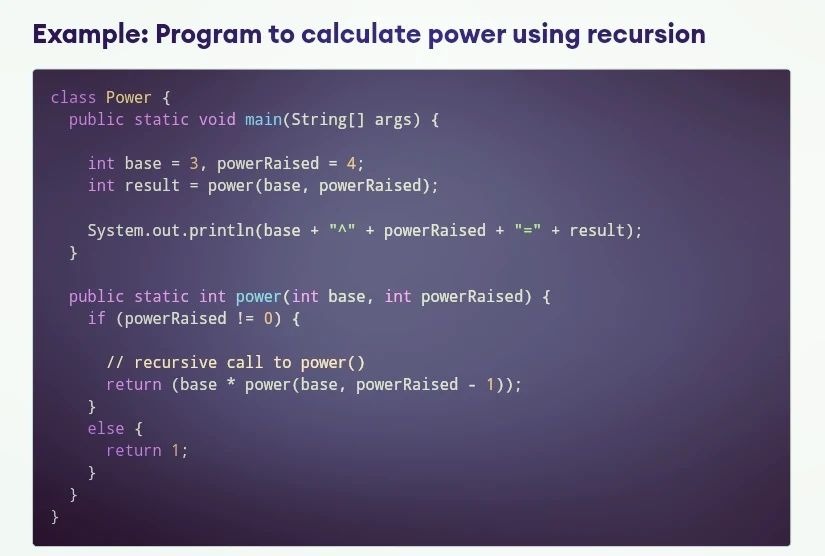 Example: Program to calculate power using recursion
class Power {
  public static void main(String[] args) {
    int base = 3, powerRaised = 4;
    int result = power(base, powerRaised);
    System.out.println(base + "^" + powerRaised + "=" + result);
  }
  public static int power(int base, int powerRaised) {
    if (powerRaised != 0) {
      // recursive call to power()
      return (base * power(base, powerRaised - 1));
    }
    else {
      return 1;
    }
  }
}